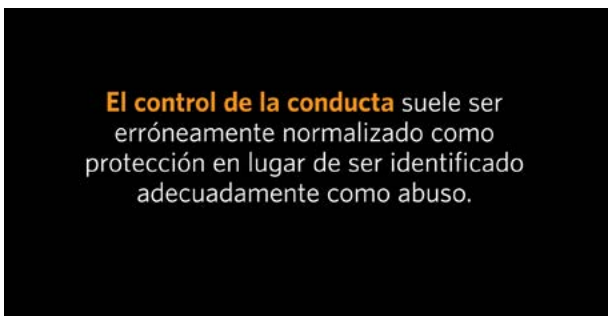 El control de la conducta suele ser
erróneamente normalizado como
protección en lugar de ser identificado
adecuadamente como abuso.